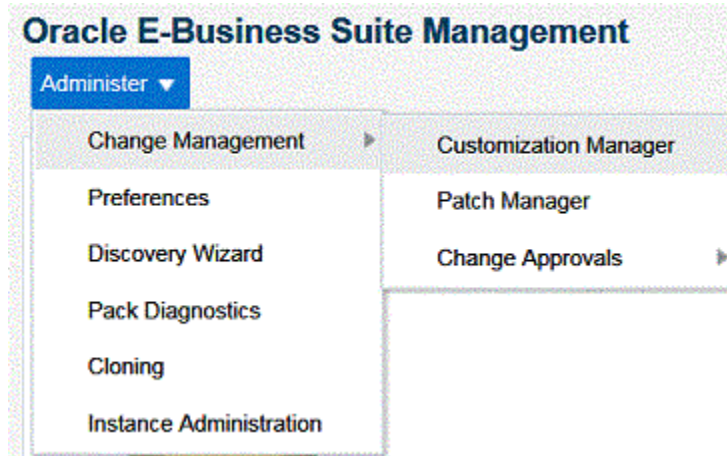 Oracle E-Business Suite Management
Administer
Change Management
Customization Manager
Preferences
Patch Manager
Discovery Wizard
Change Approvals
Pack Diagnostics
Cloning
Instance Administration